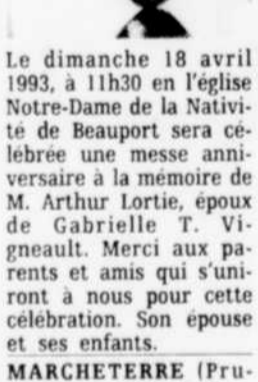 Le dimanche 18 avril
1993, à 11h30 en l'église
Notre-Dame de la Nativi-
té de Beauport sera cé-
lébrée une messe anni-
versaire à la mémoire de
M. Arthur Lortie, époux
de Gabrielle T. Vi-
gneault. Merci aux pa-
rents et amis qui s'uni-
ront à nous pour cette
célébration. Son épouse
et ses enfants.
MARCHETERRE (Pru-